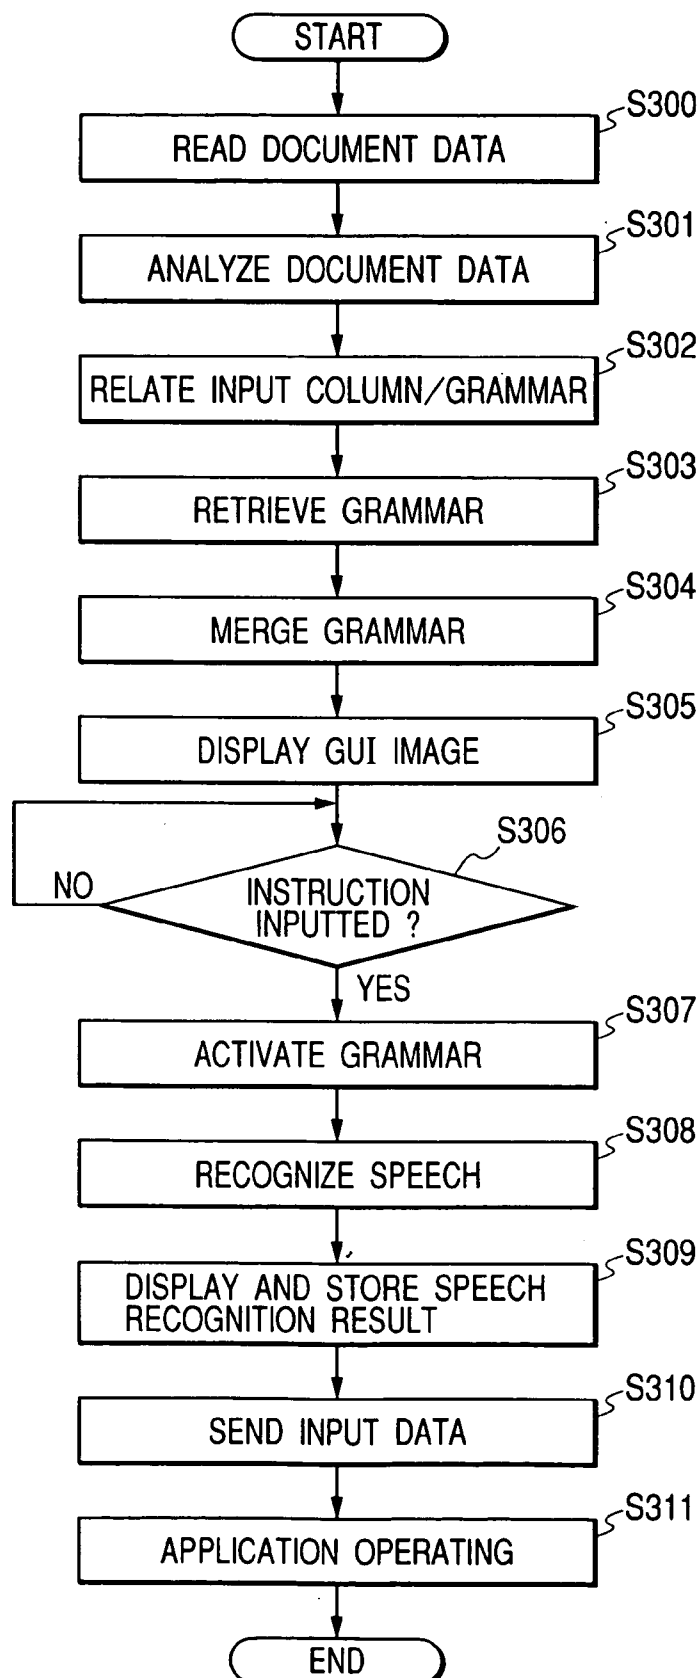 START
S300
READ DOCUMENT DATA
S301
ANALYZE DOCUMENT DATA
S302
RELATE INPUT COLUMN/GRAMMAR
S303
RETRIEVE GRAMMAR
S304
MERGE GRAMMAR
S305
DISPLAY GUI IMAGE
S306
NO
INSTRUCTION
INPUTTED ?
YES
S307
ACTIVATE GRAMMAR
S308
RECOGNIZE SPEECH
S309
DISPLAY AND STORE SPEECH
RECOGNITION RESULT
S310
SEND INPUT DATA
S311
APPLICATION OPERATING
END